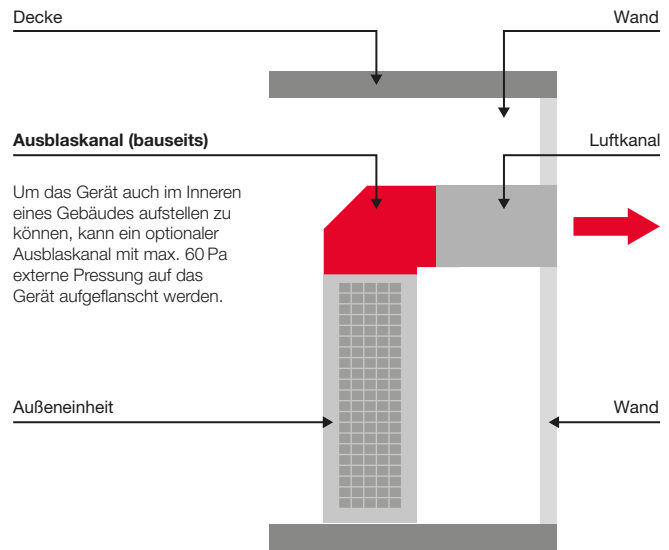 Decke
Wand
Ausblaskanal (bauseits)
Luftkanal
Um das Gerät auch im Inneren
eines Gebäudes aufstellen zu
können, kann ein optionaler
Ausblaskanal mit max. 60 Pa
externe Pressung auf das
Gerät aufgeflanscht werden.
Außeneinheit
Wand